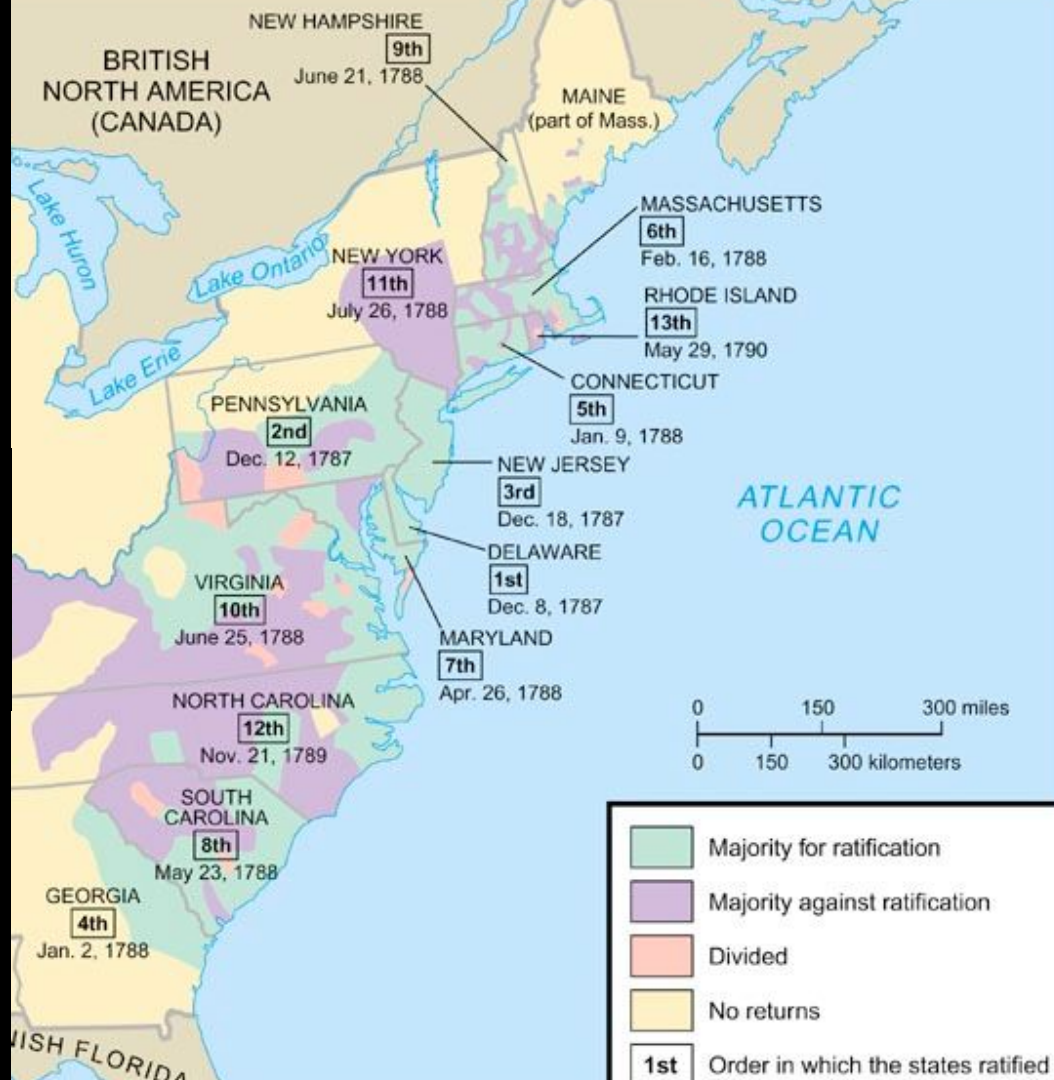 NEW HAMPSHIRE
9th
June 21, 1788
BRITISH
NORTH AMERICA
(CANADA)
MAINE
(part of Mass.)
Lake Huron
MASSACHUSETTS
6th
Feb. 16, 1788
Lake Ontario
NEW YORK
11th
July 26, 1788
RHODE ISLAND
13th
May 29, 1790
Lake Erie
CONNECTICUT
5th
Jan. 9, 1788
PENNSYLVANIA
2nd
Dec. 12, 1787
NEW JERSEY
3rd
Dec. 18, 1787
ATLANTIC
OCEAN
DELAWARE
1st
Dec. 8, 1787
VIRGINIA
10th
June 25, 1788
MARYLAND
7th
Apr. 26, 1788
NORTH CAROLINA
12th
Nov. 21, 1789
0 150 300 miles
0 150 300 kilometers
SOUTH
CAROLINA
8th
May 23, 1788
GEORGIA
4th
Jan. 2, 1788
NISH FLORIDA
Majority for ratification
Majority against ratification
Divided
No returns
1st Order in which the states ratified